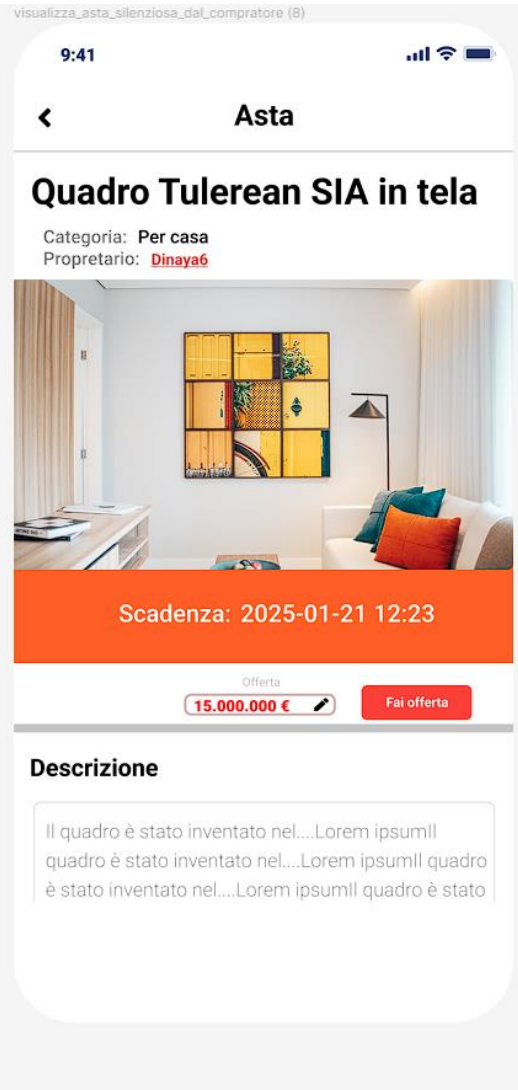 visualizza_asta_silenziosa_dal_compratore (8)
9:41
Asta
Quadro Tulerean SIA in tela
Categoria: Per casa
Propretario: Dinaya6
Scadenza: 2025-01-21 12:23
Offerta
15.000.000 €
Fai offerta
Descrizione
Il quadro è stato inventato nel....Lorem ipsumIl
quadro è stato inventato nel....Lorem ipsumIl quadro
è stato inventato nel....Lorem ipsumIl quadro è stato